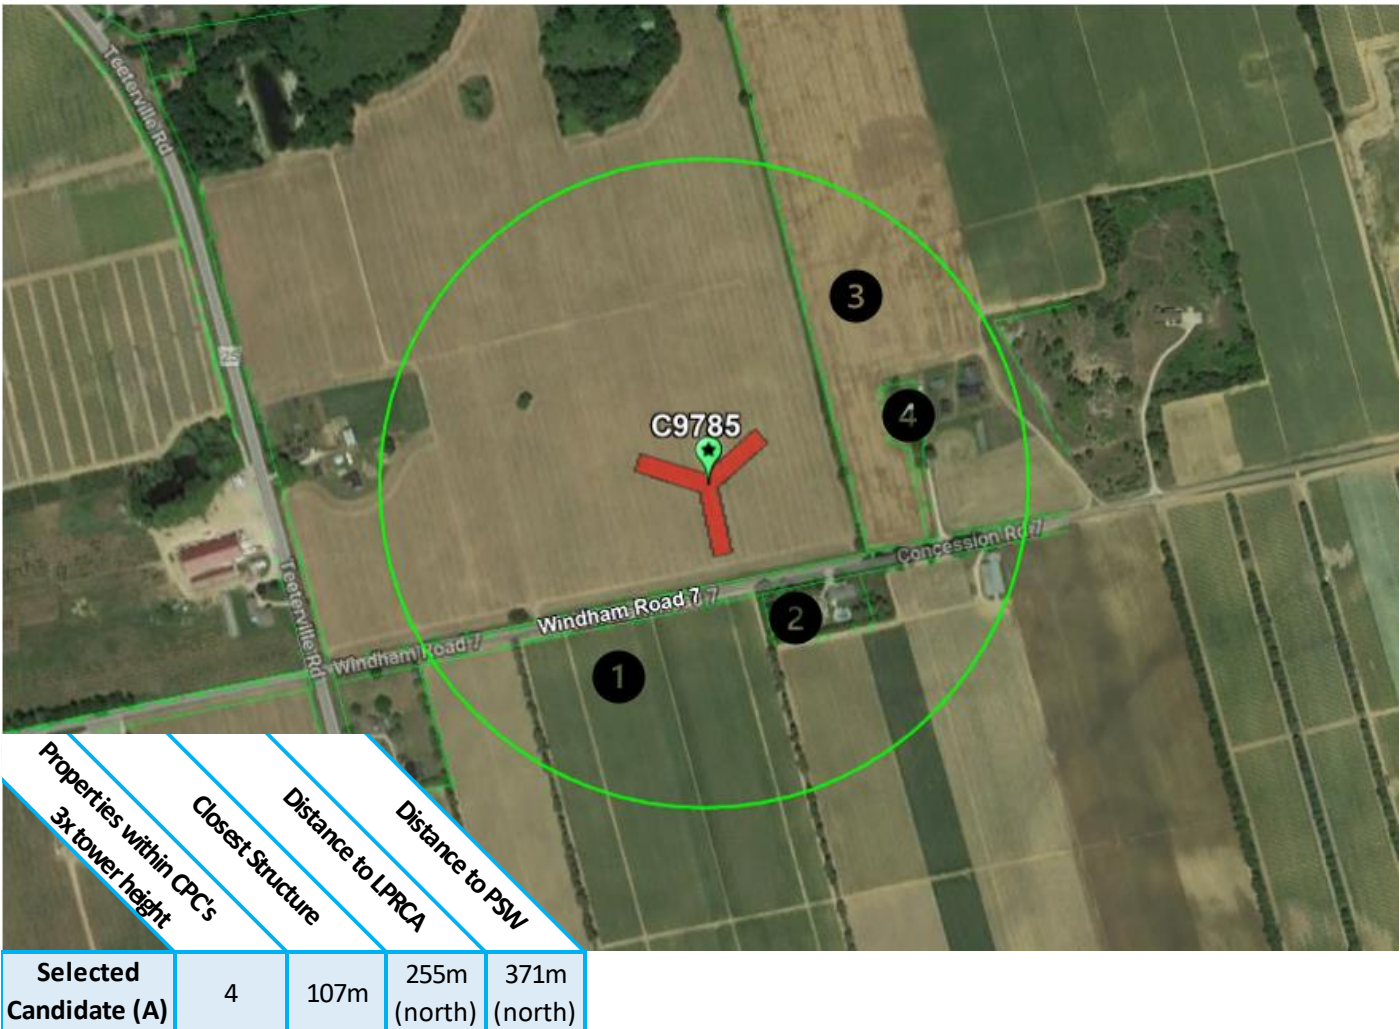 Teeterville Rd
3
25
C9785
4
Concession Rd 7
Windham Road 7 7
2
Windham Road 7
Teeterville Rd
1
Properties within CPC's
3x tower height
Closest Structure
Distance to LPRCA
Distance to PSW
Selected
Candidate (A)
4
107m
255m
(north)
371m
(north)